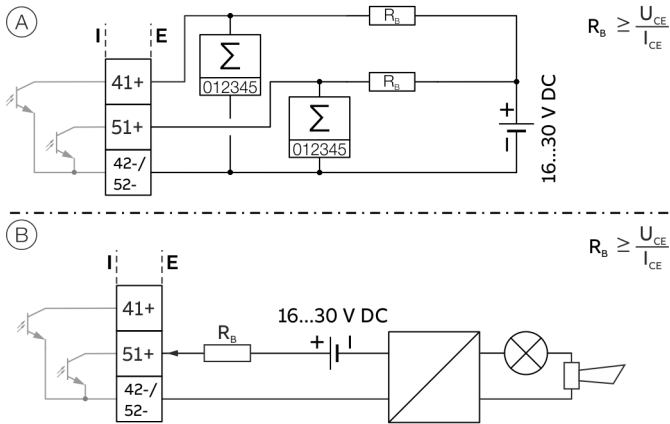 A
I E
R_B
R_B ≥ U_CE / I_CE
Σ
012345
41+
R_B
Σ
012345
51+
+
−
16...30 V DC
42-/
52-
B
I E
R_B ≥ U_CE / I_CE
41+
16...30 V DC
R_B
+ −
51+
42-/
52-